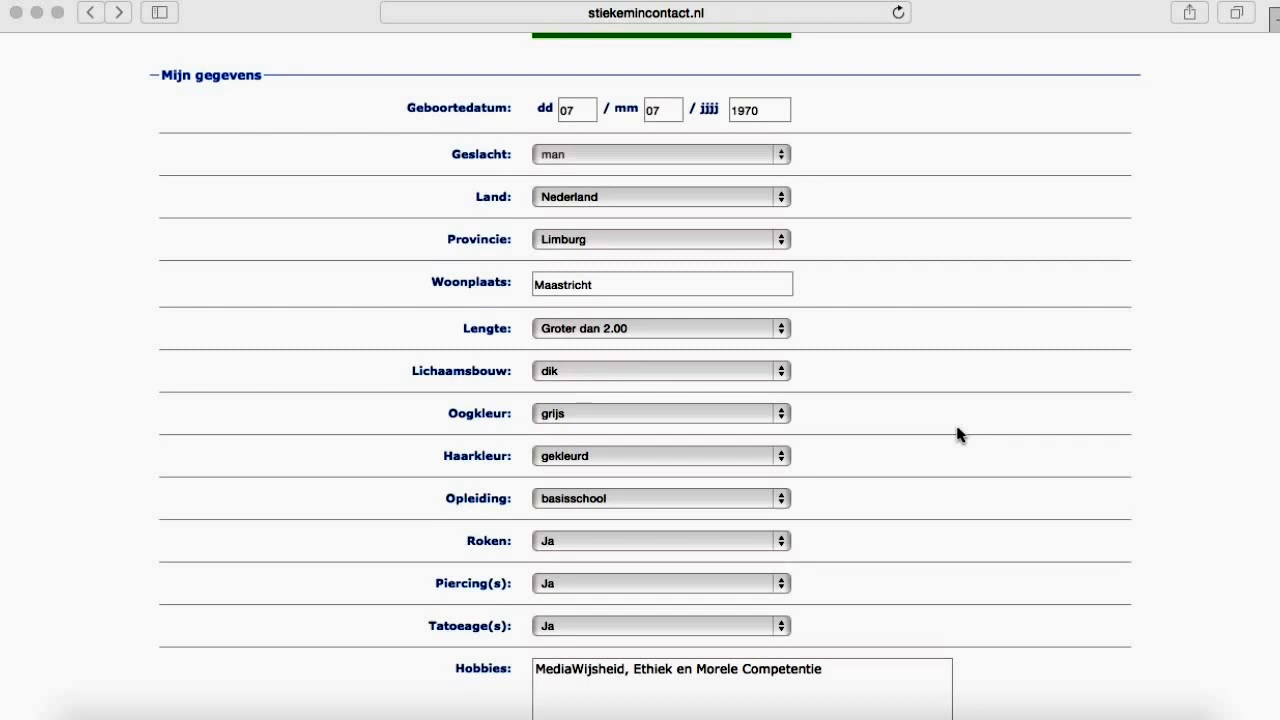 stiekemincontact.nl
Mijn gegevens
Geboortedatum: dd 07 / mm 07 / jjjj 1970
Geslacht: man
Land: Nederland
Provincie: Limburg
Woonplaats: Maastricht
Lengte: Groter dan 2.00
Lichaamsbouw: dik
Oogkleur: grijs
Haarkleur: gekleurd
Opleiding: basisschool
Roken: Ja
Piercing(s): Ja
Tatoeage(s): Ja
Hobbies: MediaWijsheid, Ethiek en Morele Competentie